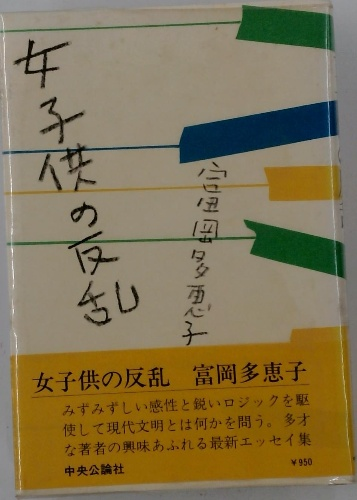 女子供の反乱
富岡多恵子
女子供の反乱 富岡多恵子
みずみずしい感性と鋭いロジックを駆
使して現代文明とは何かを問う。多才
な著者の興味あふれる最新エッセイ集
中央公論社 ¥950